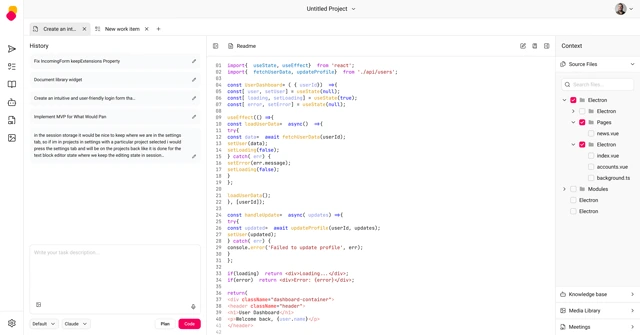 Untitled Project
Create an int...
New work item
History
Fix IncomingForm keepExtensions Property
Document library widget
Create an intuitive and user-friendly login form tha...
Implement MVP for What Would Pan
in the session storage it would be nice to keep where we are in the settings tab, so if im in projects in settings with a particular project selected i would press the settings tab and will be on the projects back like it is done for the text block editor state where we keep the editing state in session...
Write your task description...
Default
Claude
Plan
Code
Readme
01 import{ useState, useEffect} from 'react';
02 import{ fetchUserData, updateProfile} from './api/users';
03
04 const UserDashboard= ( { userId}) =>{
05 const[ user, setUser] = useState(null);
06 const[ loading, setLoading] = useState(true);
07 const[ error, setError] = useState(null);
08
09 useEffect(() =>{
10 const loadUserData= async() =>{
11 try{
12 const data= await fetchUserData(userId);
13 setUser(data);
14 setLoading(false);
15 } catch( err) {
16 setError(err.message);
17 setLoading(false);
18 }
19 };
20
21 loadUserData();
22 }, [userId]);
23
24 const handleUpdate= async( updates) =>{
25 try{
26 const updated= await updateProfile(userId, updates);
27 setUser(updated);
28 } catch( err) {
29 console.error('Failed to update profile', err);
30 }
31 };
32
33 if(loading) return <div>Loading...</div>;
34 if(error) return <div>Error: {error}</div>;
35
36 return(
37 <div className="dashboard-container">
38 <header className="header">
39 <h1>User Dashboard</h1>
40 <p>Welcome back, {user.name}</p>
41 </header>
Context
Source Files
Search files...
Electron
Electron
Pages
news.vue
Electron
index.vue
accounts.vue
background.ts
Modules
Electron
Electron
Knowledge base
Media Library
Meetings